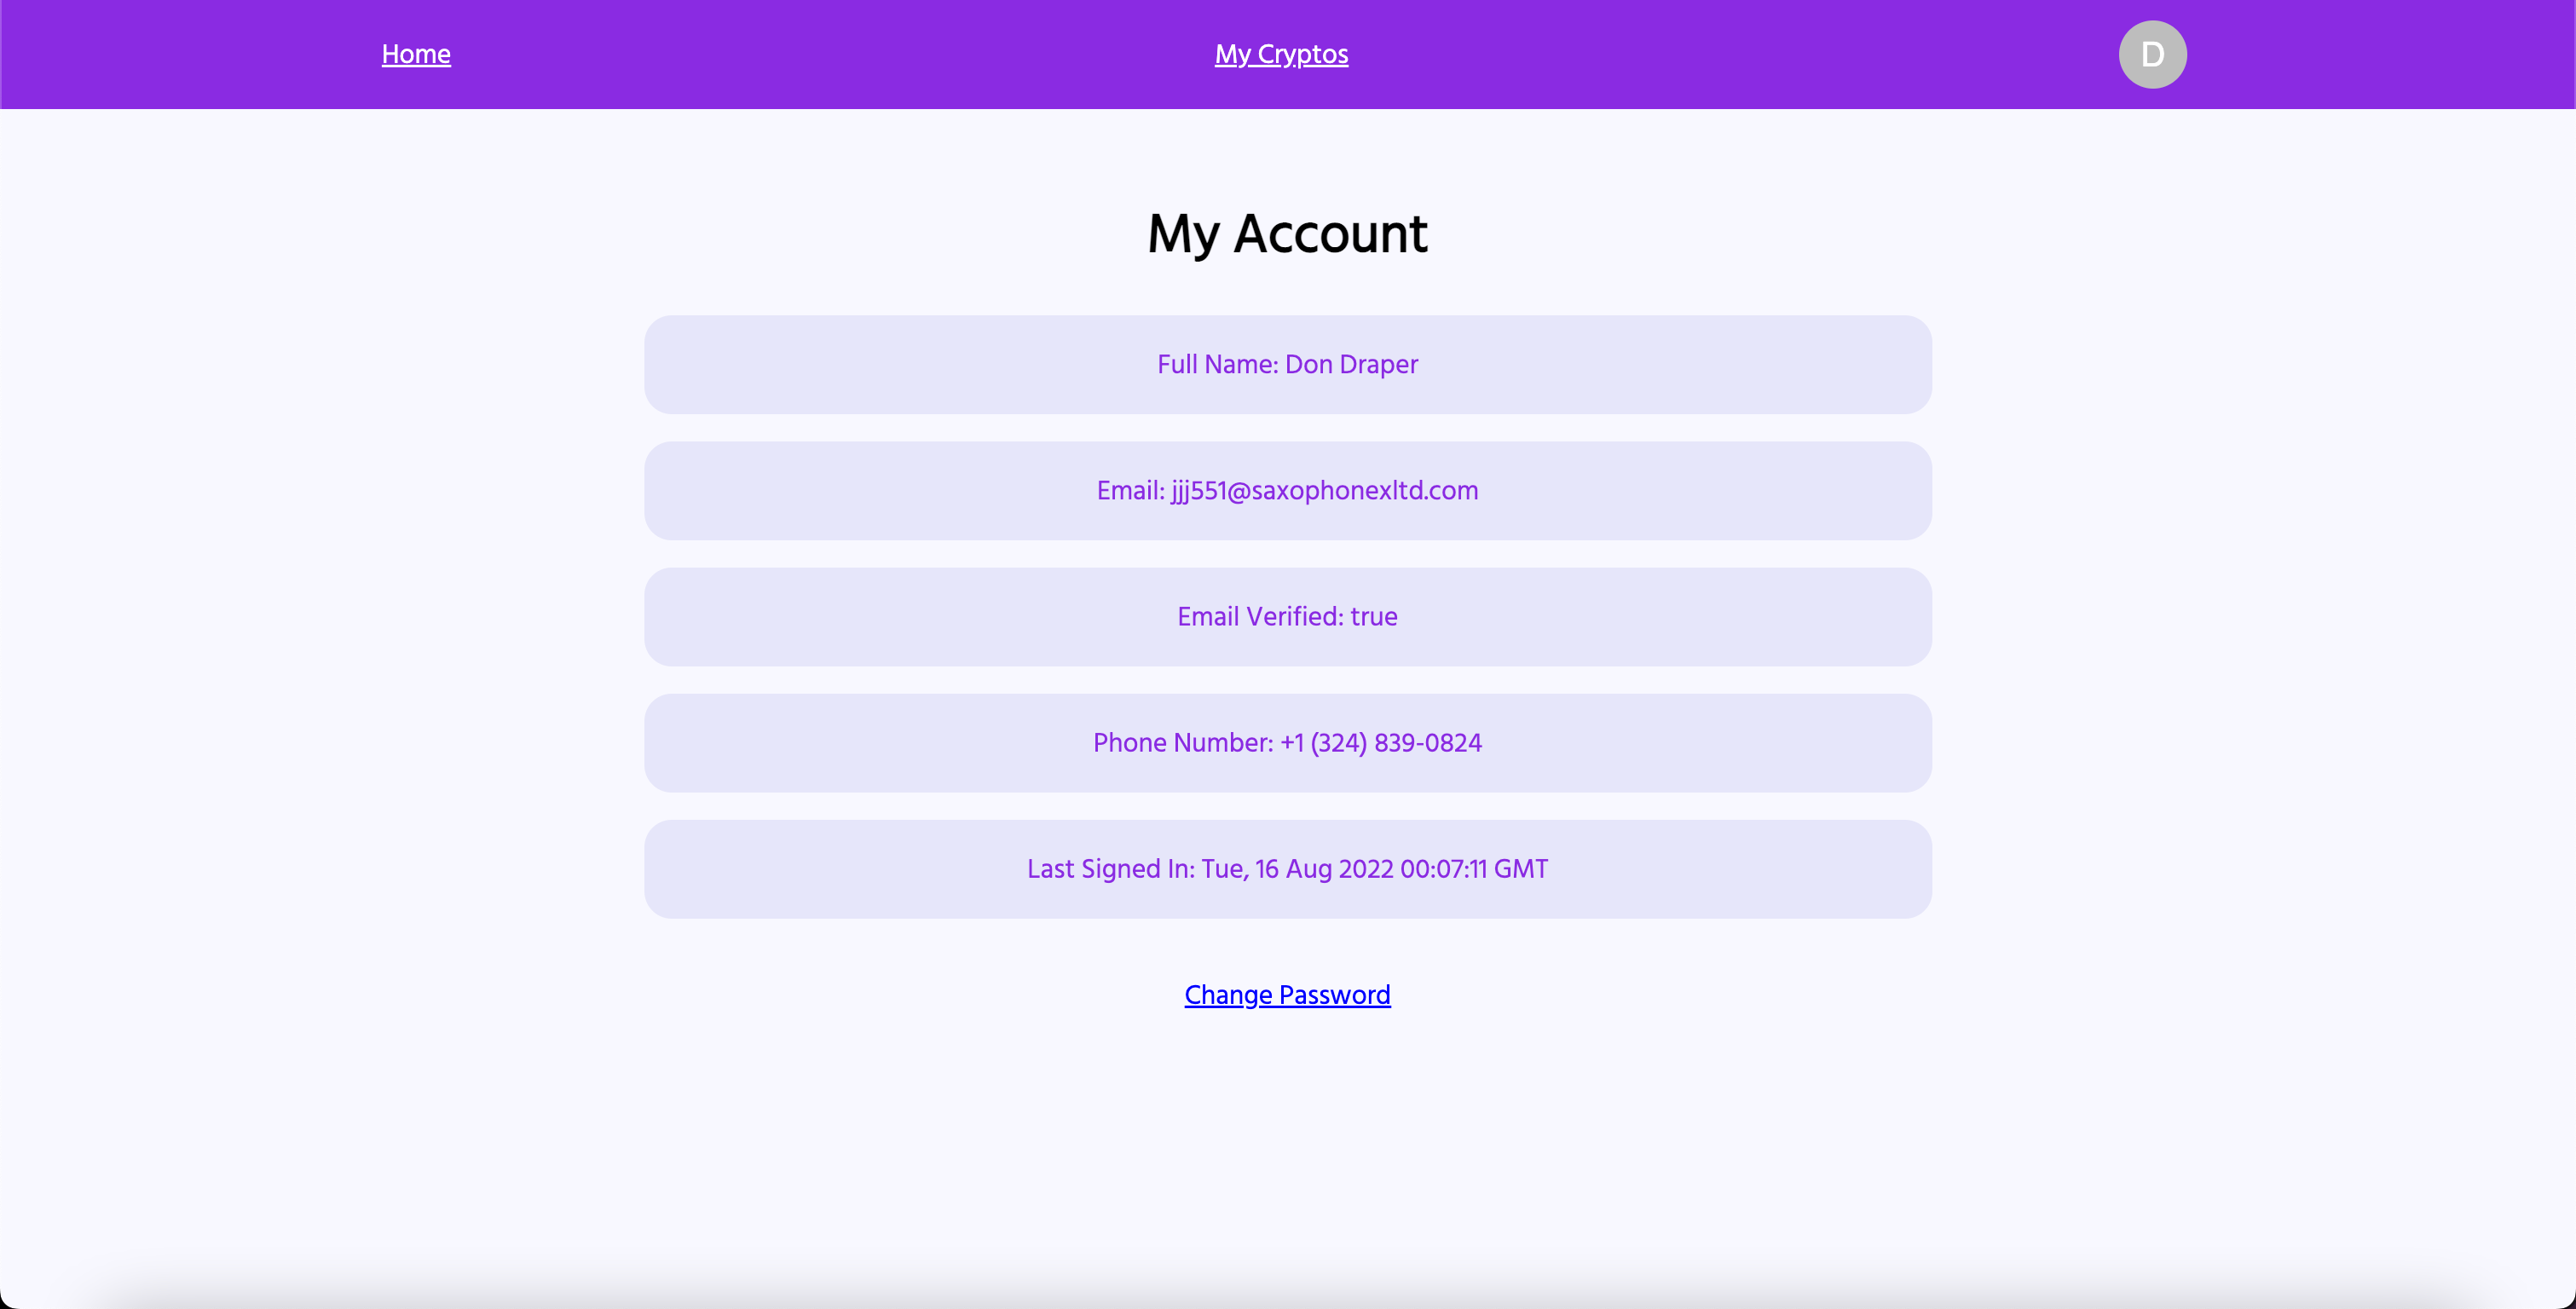 Home
My Cryptos
D
My Account
Full Name: Don Draper
Email: jjj551@saxophonexltd.com
Email Verified: true
Phone Number: +1 (324) 839-0824
Last Signed In: Tue, 16 Aug 2022 00:07:11 GMT
Change Password